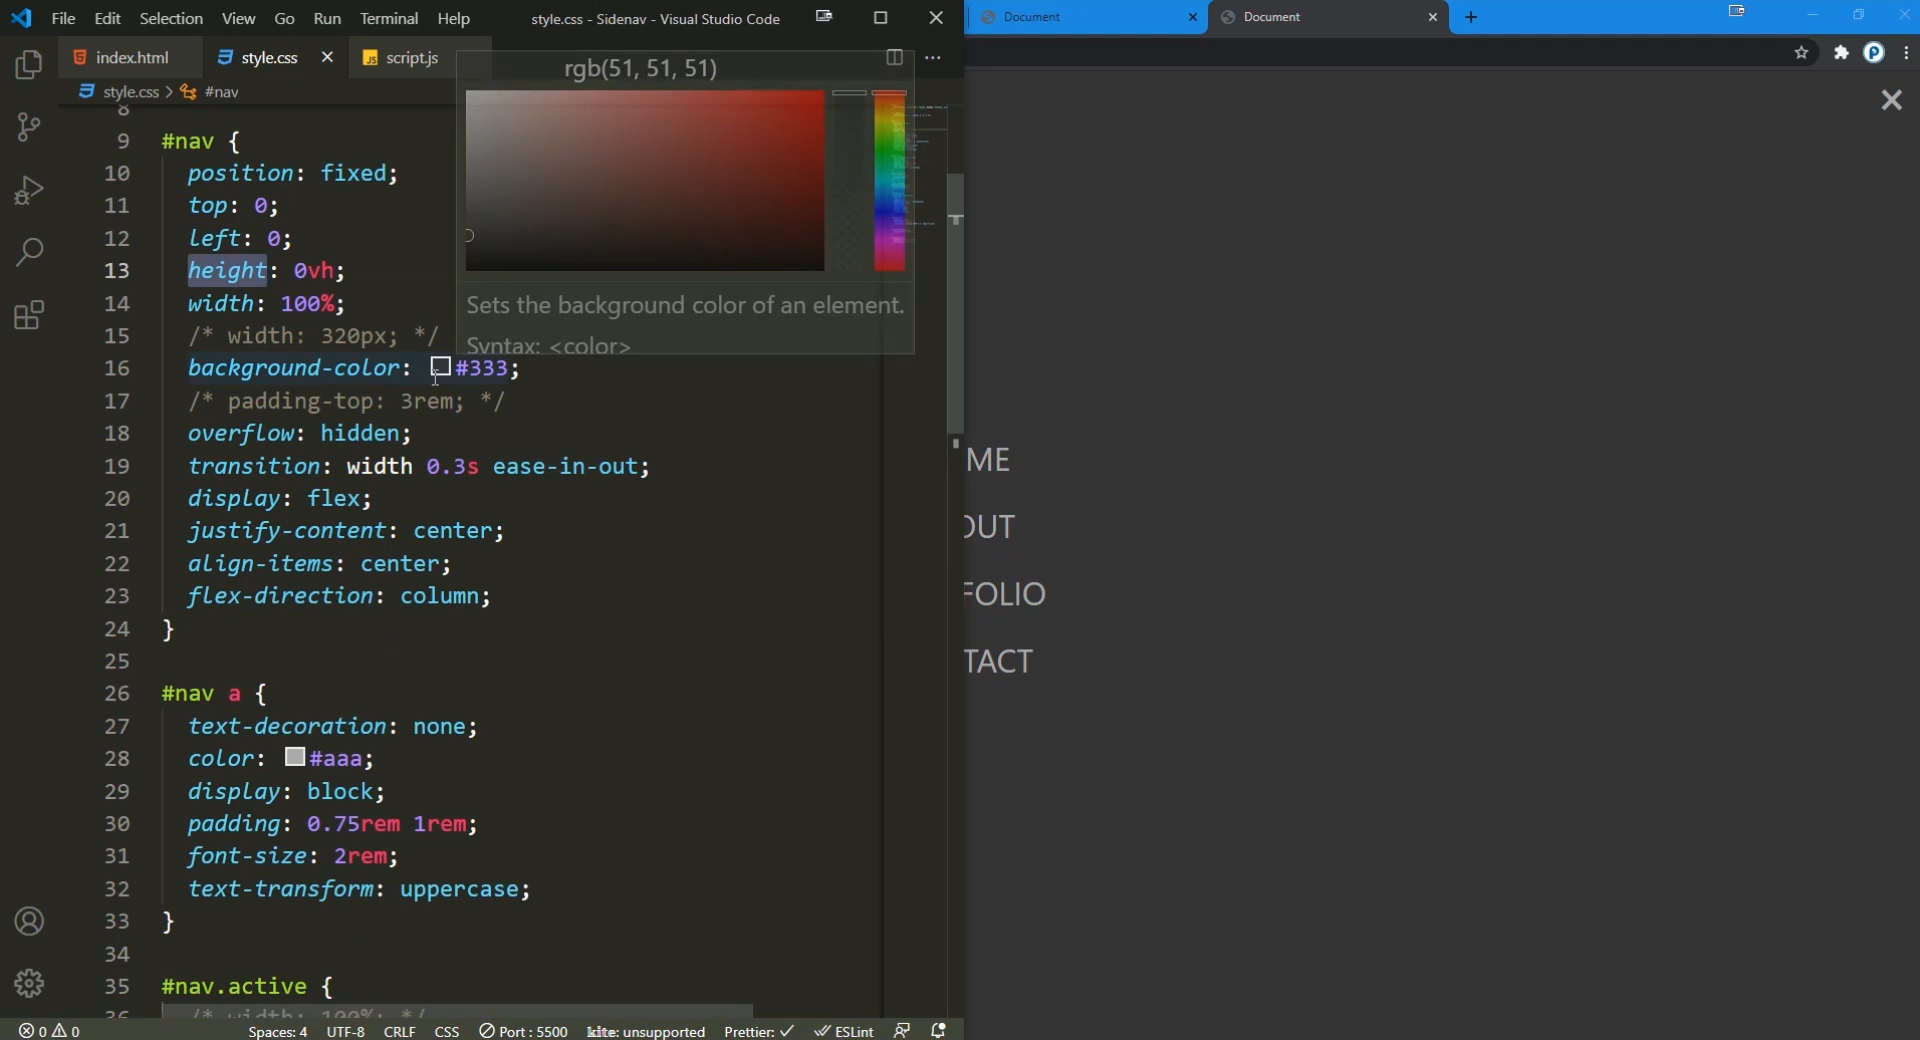 File Edit Selection View Go Run Terminal Help style.css - Sidenav - Visual Studio Code
Document Document
index.html style.css script.js
rgb(51, 51, 51)
style.css > #nav
8
9 #nav {
10 position: fixed;
11 top: 0;
12 left: 0;
13 height: 0vh;
14 width: 100%;
Sets the background color of an element.
15 /* width: 320px; */
Syntax: <color>
16 background-color: #333;
17 /* padding-top: 3rem; */
18 overflow: hidden;
19 transition: width 0.3s ease-in-out;
20 display: flex;
21 justify-content: center;
22 align-items: center;
23 flex-direction: column;
24 }
25
26 #nav a {
27 text-decoration: none;
28 color: #aaa;
29 display: block;
30 padding: 0.75rem 1rem;
31 font-size: 2rem;
32 text-transform: uppercase;
33 }
34
35 #nav.active {
36 /* width: 100%; */
ME
OUT
FOLIO
TACT
0 0 Spaces: 4 UTF-8 CRLF CSS Port : 5500 kite: unsupported Prettier: ESLint